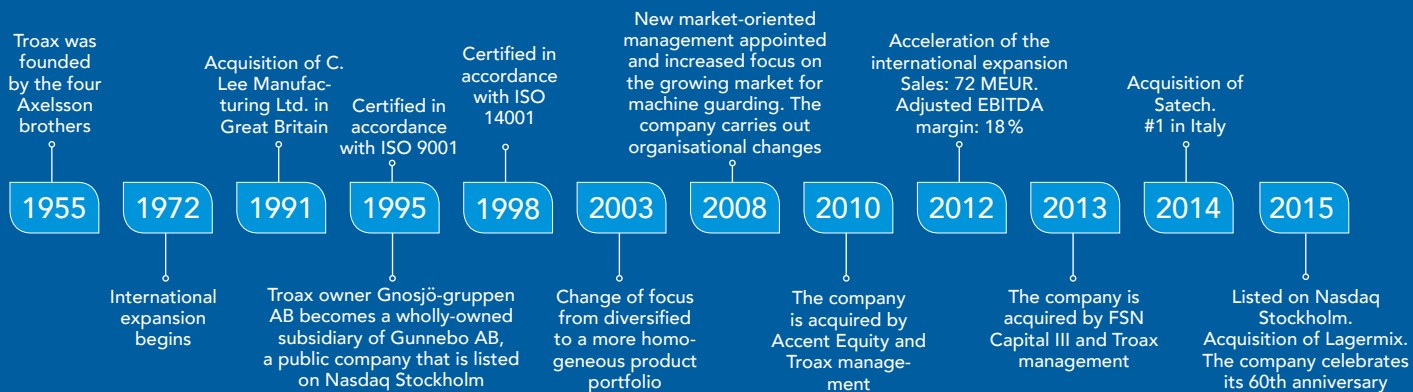 Troax was
founded
by the four
Axelsson
brothers
Acquisition of C.
Lee Manufac-
turing Ltd. in
Great Britain
Certified in
accordance
with ISO 9001
Certified in
accordance
with ISO
14001
New market-oriented
management appointed
and increased focus on
the growing market for
machine guarding. The
company carries out
organisational changes
Acceleration of the
international expansion
Sales: 72 MEUR.
Adjusted EBITDA
margin: 18%
Acquisition of
Satech.
#1 in Italy
1955
1972
1991
1995
1998
2003
2008
2010
2012
2013
2014
2015
International
expansion
begins
Troax owner Gnosjö-gruppen
AB becomes a wholly-owned
subsidiary of Gunnebo AB,
a public company that is listed
on Nasdaq Stockholm
Change of focus
from diversified
to a more homo-
geneous product
portfolio
The company
is acquired by
Accent Equity and
Troax manage-
ment
The company is
acquired by FSN
Capital III and Troax
management
Listed on Nasdaq
Stockholm.
Acquisition of Lagermix.
The company celebrates
its 60th anniversary